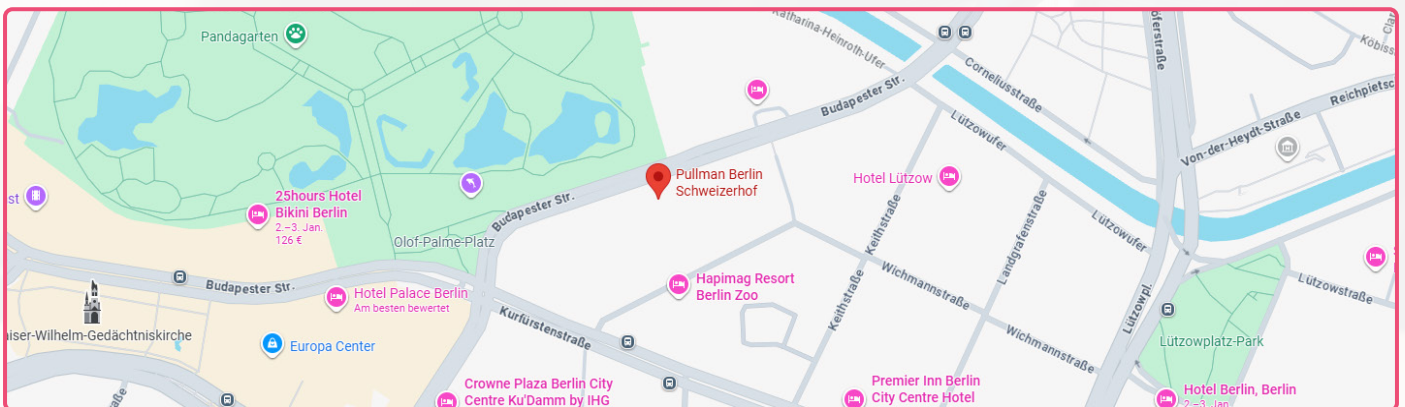 Pandagarten
Katharina-Heinroth-Ufer
Corneliusstraße
Budapester Str.
Lützowufer
Von-der-Heydt-Straße
Pullman Berlin
Schweizerhof
Hotel Lützow
25hours Hotel
Bikini Berlin
2.–3. Jan.
126 €
Budapester Str.
Olof-Palme-Platz
Keithstraße
Landgrafenstraße
Lützowufer
Budapester Str.
Hotel Palace Berlin
Am besten bewertet
Hapimag Resort
Berlin Zoo
Keithstraße
Wichmannstraße
Lützowpl.
Lützowstraße
Kurfürstenstraße
Wichmannstraße
aiser-Wilhelm-Gedächtniskirche
Europa Center
Lützowplatz-Park
Crowne Plaza Berlin City
Centre Ku'Damm by IHG
Premier Inn Berlin
City Centre Hotel
Hotel Berlin, Berlin
2.–3. Jan.